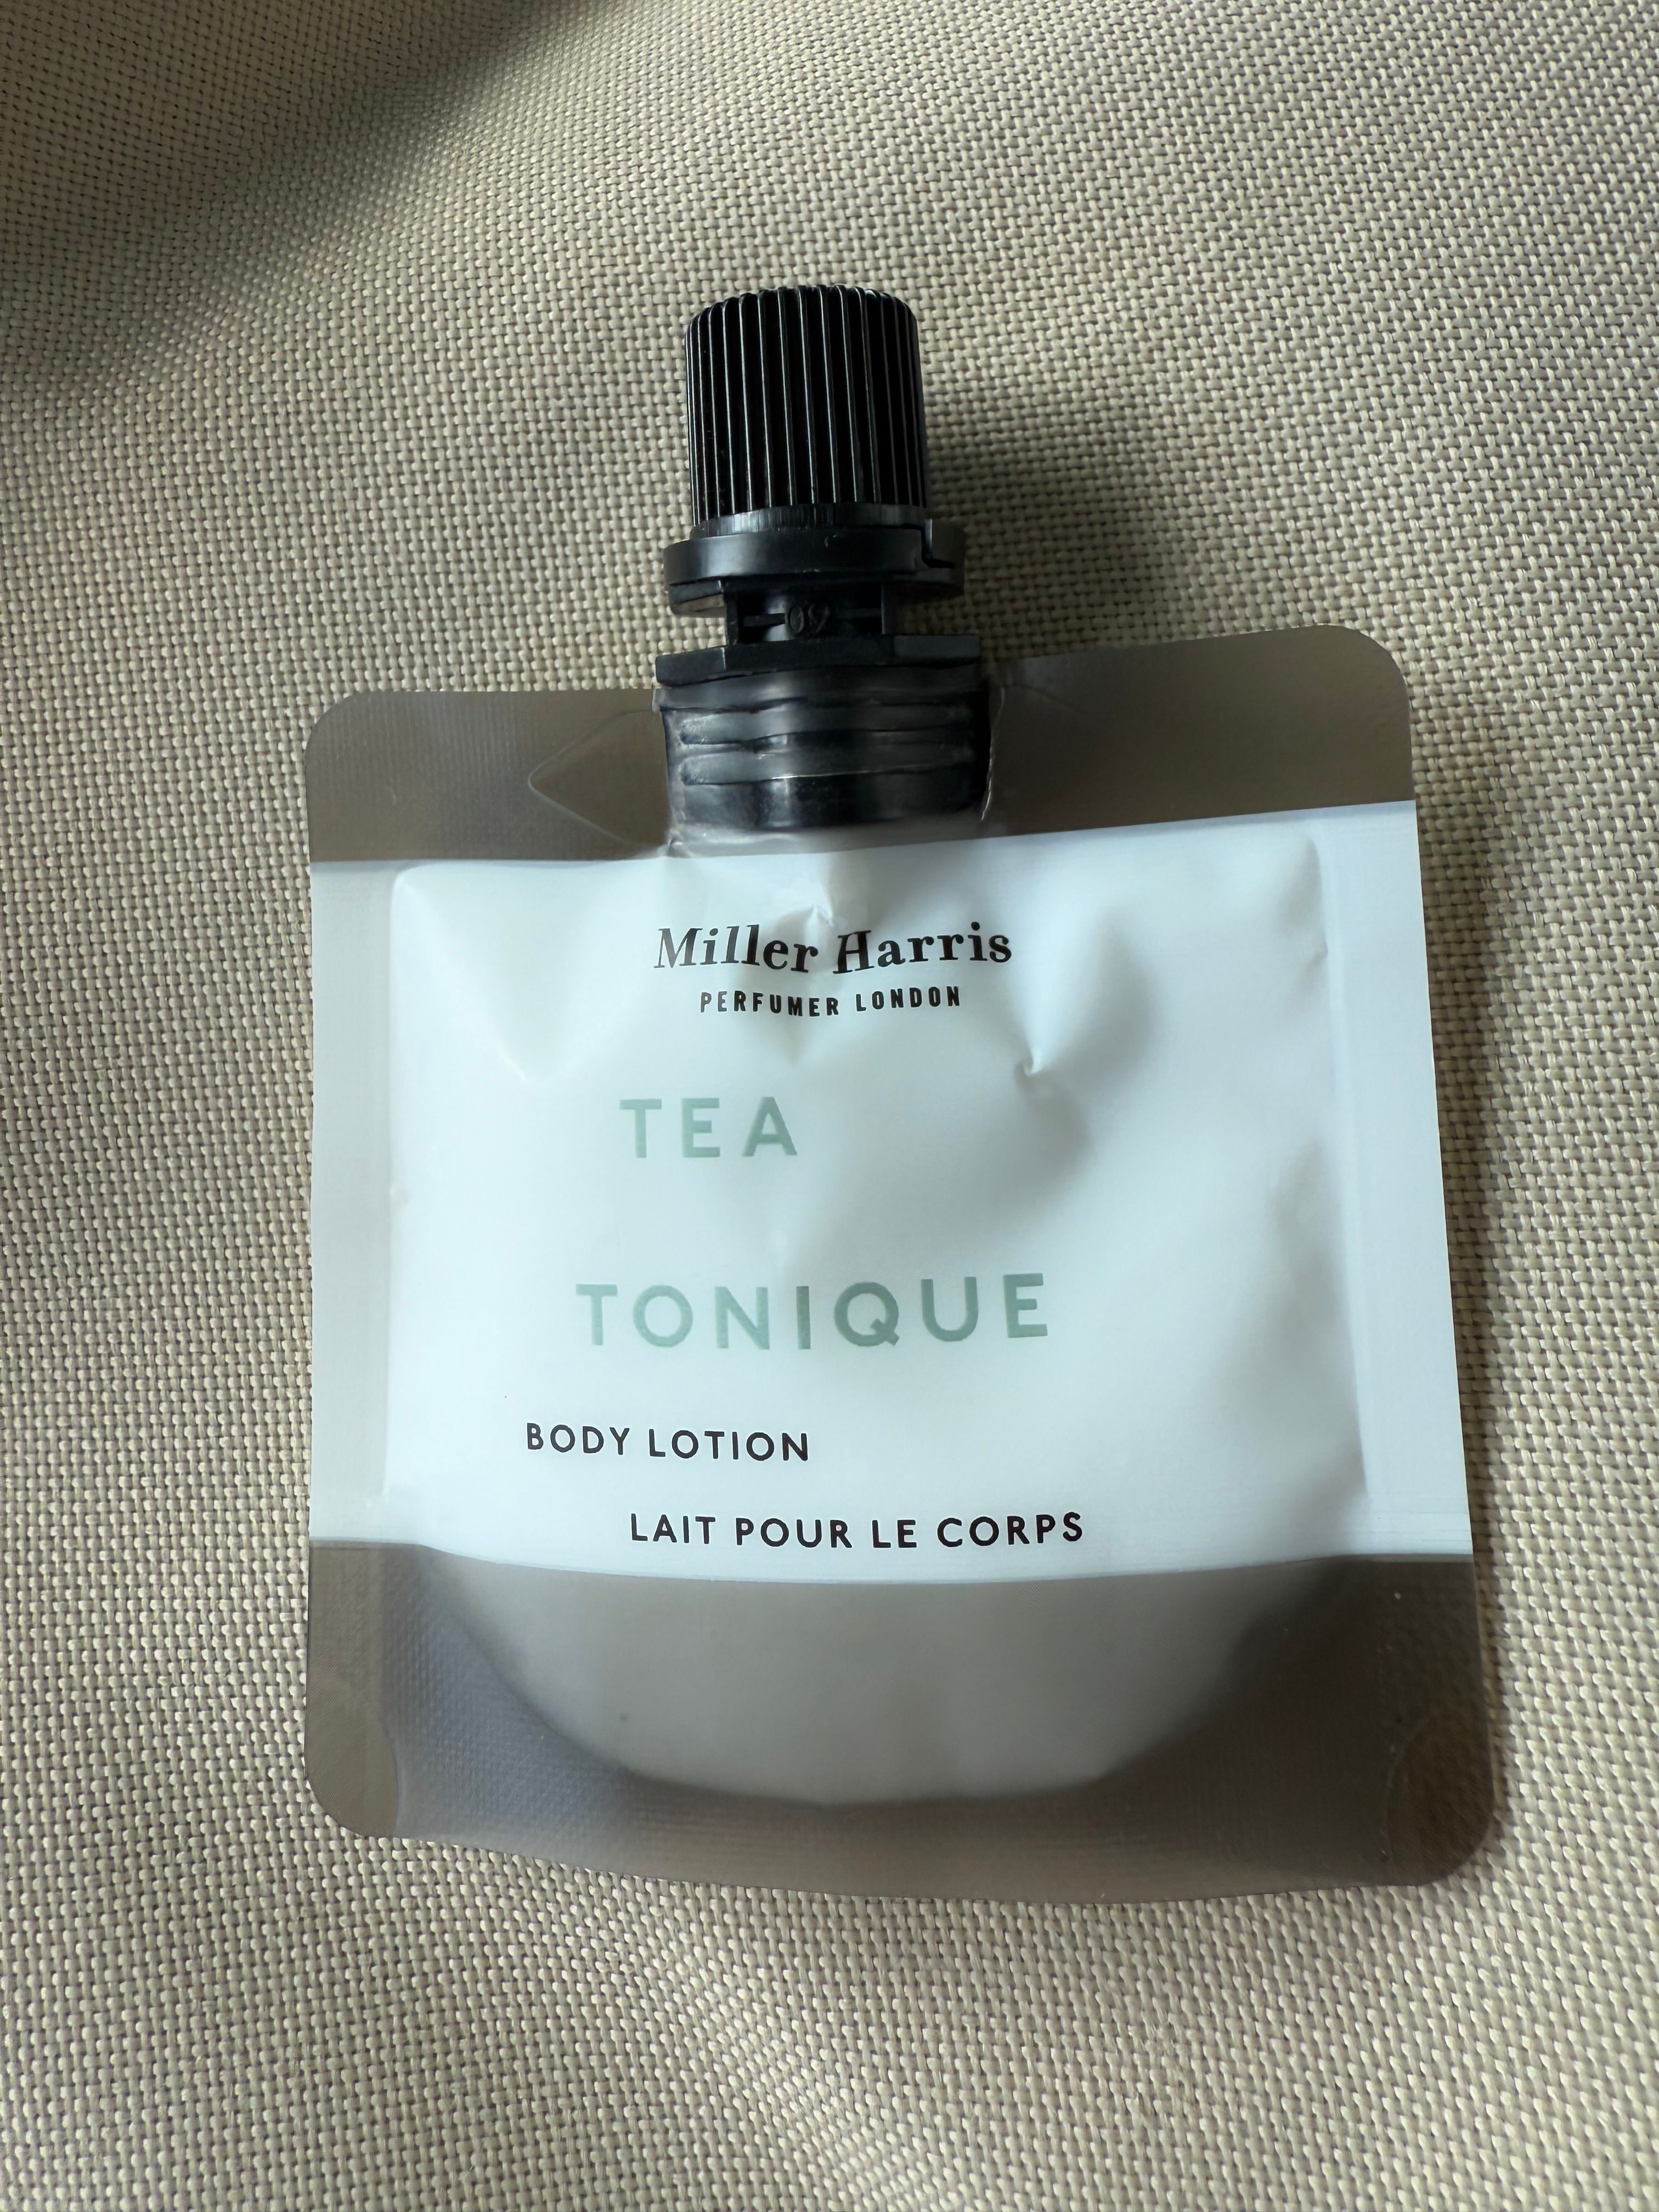 Miller Harris
PERFUMER LONDON
TEA
TONIQUE
BODY LOTION
LAIT POUR LE CORPS